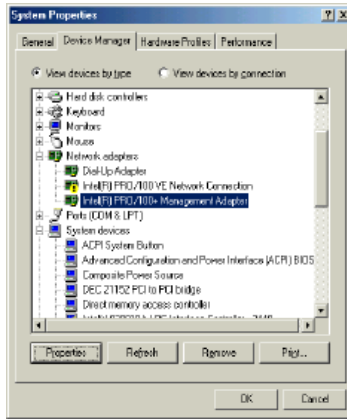 System Properties
General Device Manager Hardware Profiles Performance
View devices by type View devices by connection
Hard disk controllers
Keyboard
Monitors
Mouse
Network adapters
Dial-Up Adapter
Intel(R) PRO/100 VE Network Connection
Intel(R) PRO/100+ Management Adapter
Ports (COM & LPT)
System devices
ACPI System Button
Advanced Configuration and Power Interface (ACPI) BIOS
Composite Power Source
DEC 21152 PCI to PCI bridge
Direct memory access controller
Properties Refresh Remove Print...
OK Cancel